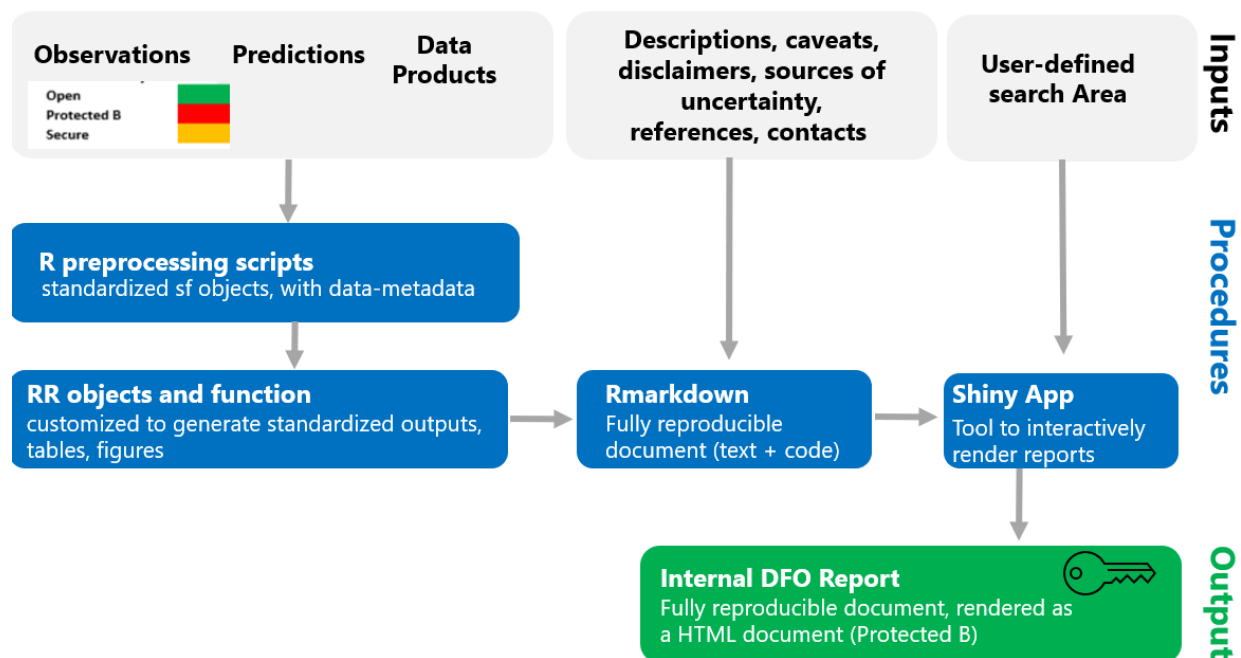 Observations
Predictions
Data
Products
Open
Protected B
Secure
Descriptions, caveats,
disclaimers, sources of
uncertainty,
references, contacts
User-defined
search Area
Inputs
R preprocessing scripts
standardized sf objects, with data-metadata
Procedures
RR objects and function
customized to generate standardized outputs,
tables, figures
Rmarkdown
Fully reproducible
document (text + code)
Shiny App
Tool to interactively
render reports
Internal DFO Report
Fully reproducible document, rendered as
a HTML document (Protected B)
Output